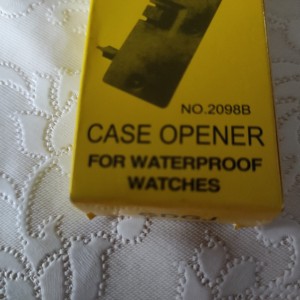 NO.2098B
CASE OPENER
FOR WATERPROOF
WATCHES